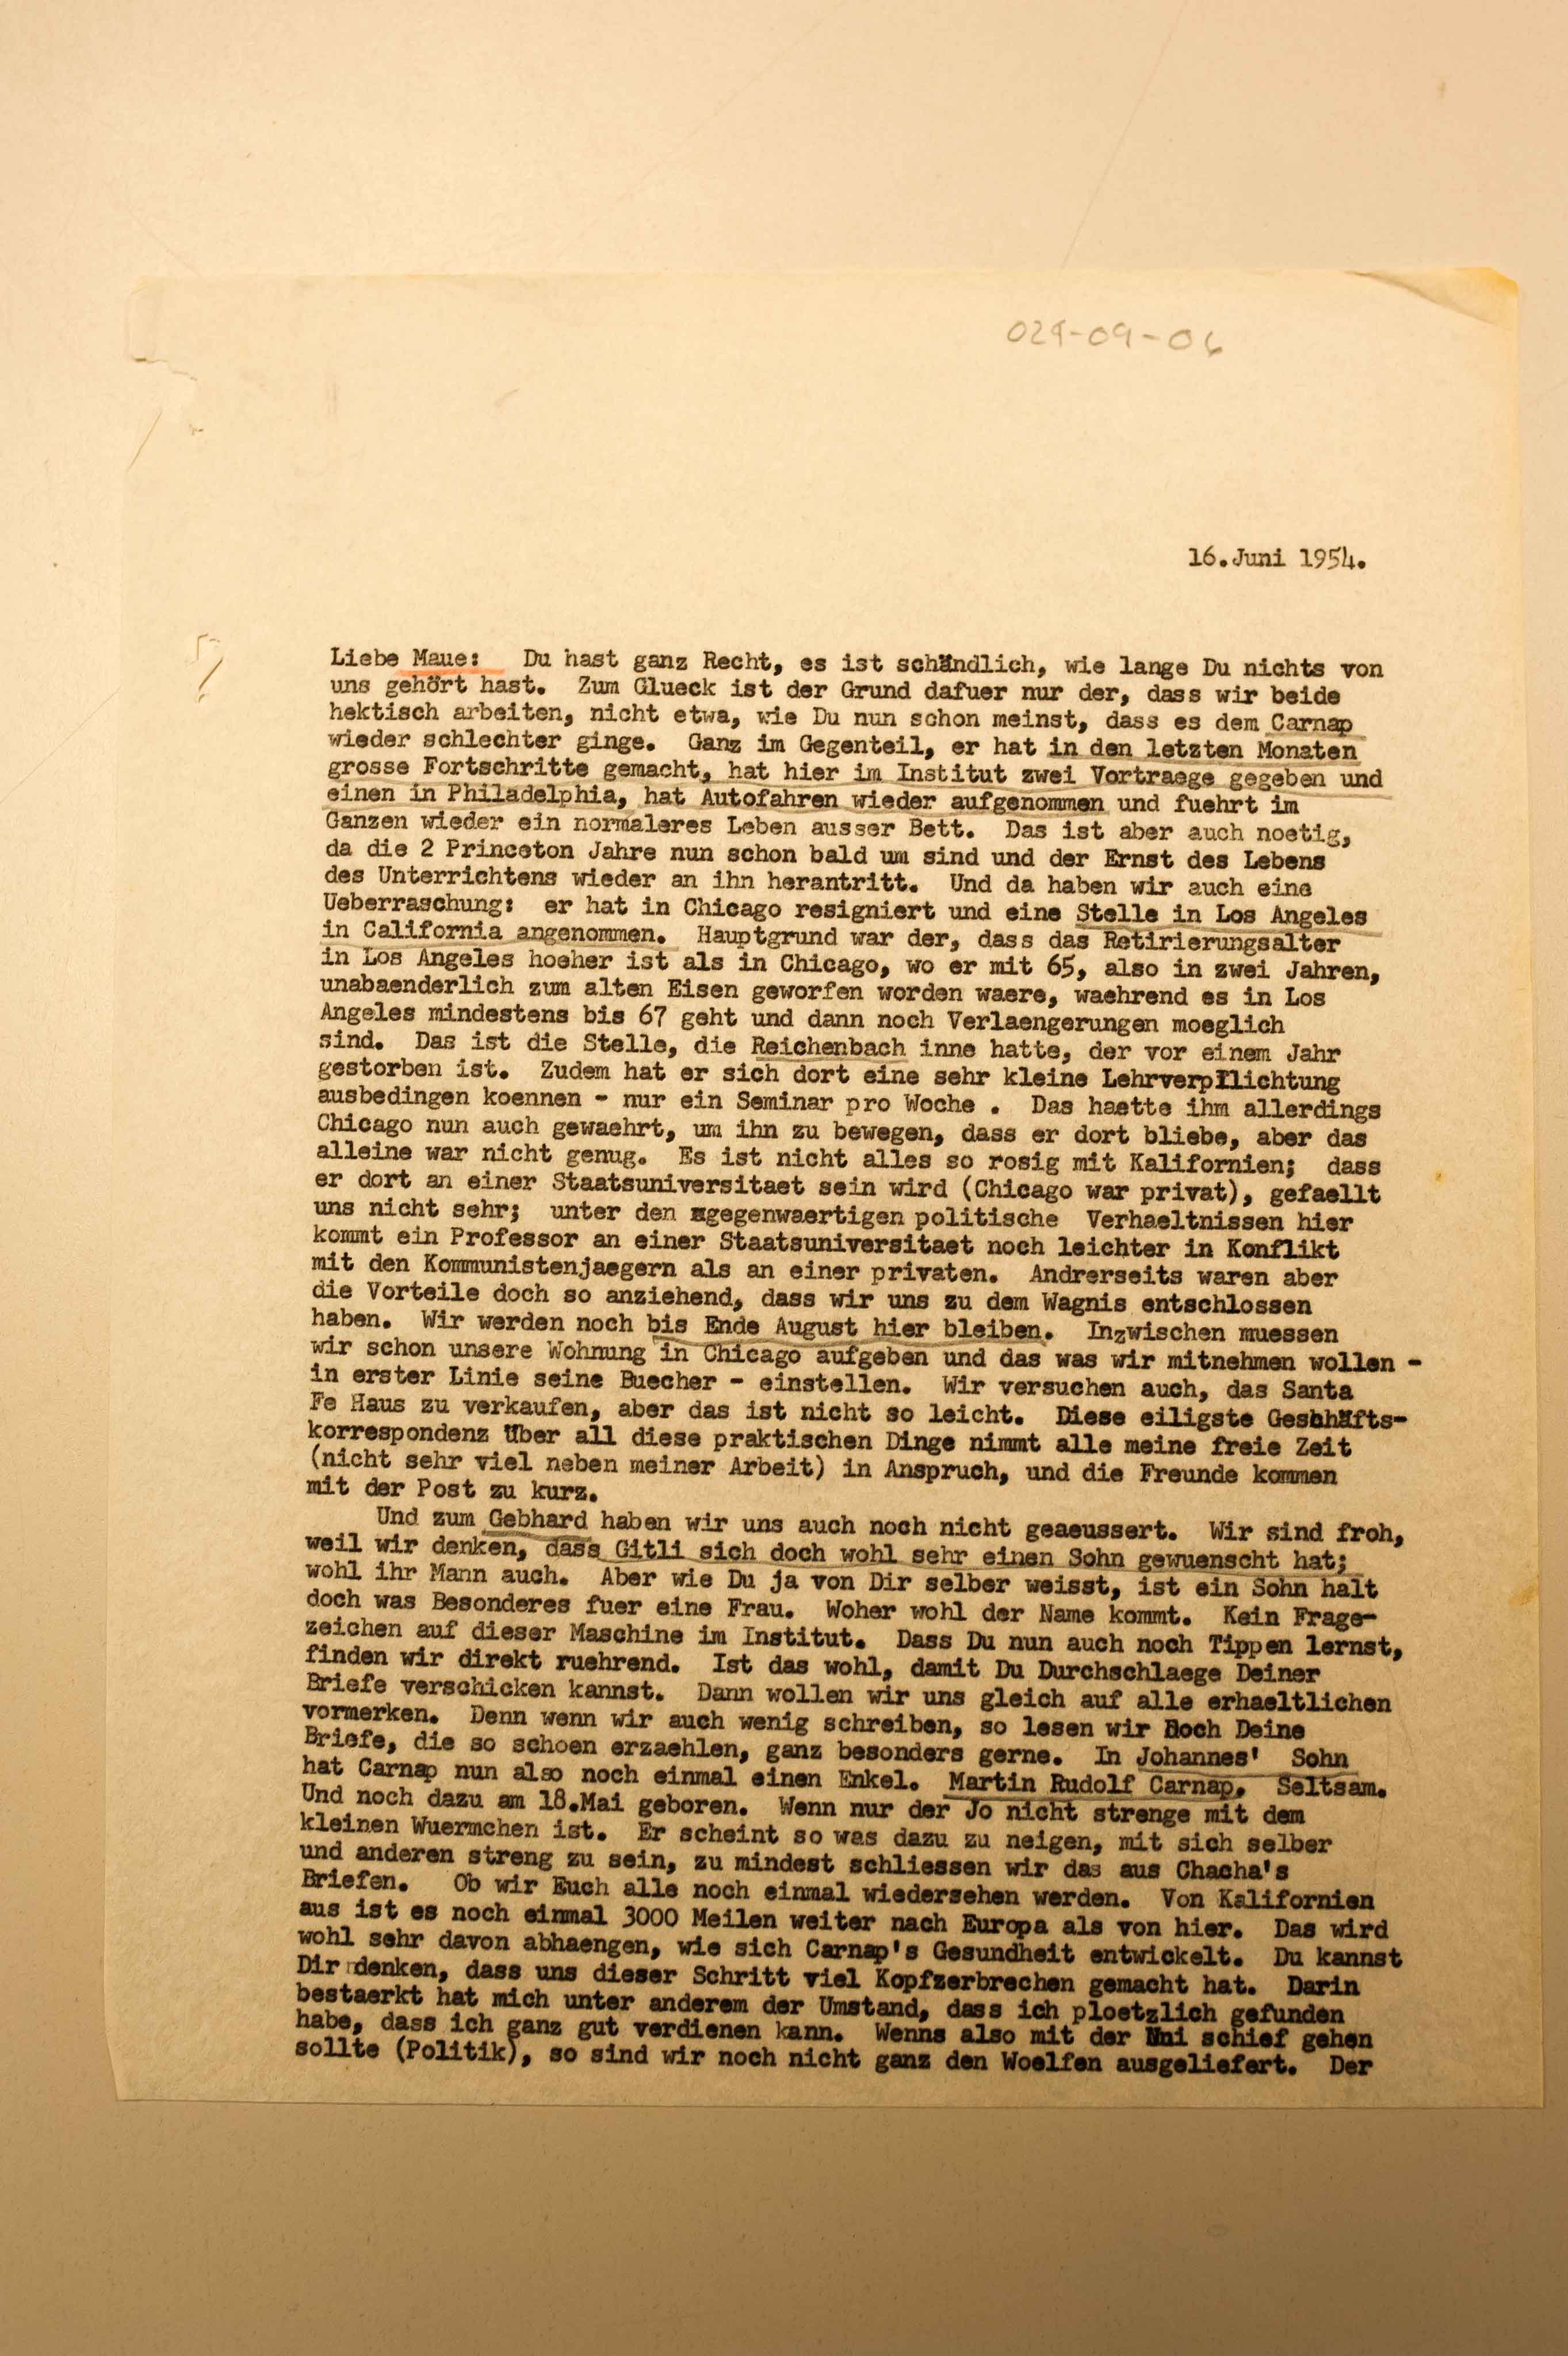 029-09-06
16.Juni 1954.
Liebe Maue:   Du hast ganz Recht, es ist schändlich, wie lange Du nichts von
uns gehört hast.  Zum Glueck ist der Grund dafuer nur der, dass wir beide
hektisch arbeiten, nicht etwa, wie Du nun schon meinst, dass es dem Carnap
wieder schlechter ginge.  Ganz im Gegenteil, er hat in den letzten Monaten
grosse Fortschritte gemacht, hat hier im Institut zwei Vortraege gegeben und
einen in Philadelphia, hat Autofahren wieder aufgenommen und fuehrt im
Ganzen wieder ein normaleres Leben ausser Bett.  Das ist aber auch noetig,
da die 2 Princeton Jahre nun schon bald um sind und der Ernst des Lebens
des Unterrichtens wieder an ihn herantritt.  Und da haben wir auch eine
Ueberraschung:  er hat in Chicago resigniert und eine Stelle in Los Angeles
in California angenommen.  Hauptgrund war der, dass das Retirierungsalter
in Los Angeles hoeher ist als in Chicago, wo er mit 65, also in zwei Jahren,
unabaenderlich zum alten Eisen geworfen worden waere, waehrend es in Los
Angeles mindestens bis 67 geht und dann noch Verlaengerungen moeglich
sind.  Das ist die Stelle, die Reichenbach inne hatte, der vor einem Jahr
gestorben ist.  Zudem hat er sich dort eine sehr kleine Lehrverpflichtung
ausbedingen koennen - nur ein Seminar pro Woche .  Das haette ihm allerdings
Chicago nun auch gewaehrt, um ihn zu bewegen, dass er dort bliebe, aber das
alleine war nicht genug.  Es ist nicht alles so rosig mit Kalifornien;  dass
er dort an einer Staatsuniversitaet sein wird (Chicago war privat), gefaellt
uns nicht sehr;  unter den gegenwaertigen politische  Verhaeltnissen hier
kommt ein Professor an einer Staatsuniversitaet noch leichter in Konflikt
mit den Kommunistenjaegern als an einer privaten.  Andrerseits waren aber
die Vorteile doch so anziehend, dass wir uns zu dem Wagnis entschlossen
haben.  Wir werden noch bis Ende August hier bleiben.  Inzwischen muessen
wir schon unsere Wohnung in Chicago aufgeben und das was wir mitnehmen wollen -
in erster Linie seine Buecher - einstellen.  Wir versuchen auch, das Santa
Fe Haus zu verkaufen, aber das ist nicht so leicht.  Diese eiligste Geschäfts-
korrespondenz über all diese praktischen Dinge nimmt alle meine freie Zeit
(nicht sehr viel neben meiner Arbeit) in Anspruch, und die Freunde kommen
mit der Post zu kurz.
Und zum Gebhard haben wir uns auch noch nicht geaeussert.  Wir sind froh,
weil wir denken, dass Gitli sich doch wohl sehr einen Sohn gewuenscht hat;
wohl ihr Mann auch.  Aber wie Du ja von Dir selber weisst, ist ein Sohn halt
doch was Besonderes fuer eine Frau.  Woher wohl der Name kommt.  Kein Frage-
zeichen auf dieser Maschine im Institut.  Dass Du nun auch noch Tippen lernst,
finden wir direkt ruehrend.  Ist das wohl, damit Du Durchschlaege Deiner
Briefe verschicken kannst.  Dann wollen wir uns gleich auf alle erhaeltlichen
vormerken.  Denn wenn wir auch wenig schreiben, so lesen wir doch Deine
Briefe, die so schoen erzaehlen, ganz besonders gerne.  In Johannes'  Sohn
hat Carnap nun also noch einmal einen Enkel.  Martin Rudolf Carnap.  Seltsam.
Und noch dazu am 18.Mai geboren.  Wenn nur der Jo nicht strenge mit dem
kleinen Wuermchen ist.  Er scheint so was dazu zu neigen, mit sich selber
und anderen streng zu sein, zu mindest schliessen wir das aus Chacha's
Briefen.   Ob wir Euch alle noch einmal wiedersehen werden.  Von Kalifornien
aus ist es noch einmal 3000 Meilen weiter nach Europa als von hier.  Das wird
wohl sehr davon abhaengen, wie sich Carnap's Gesundheit entwickelt.  Du kannst
Dir denken, dass uns dieser Schritt viel Kopfzerbrechen gemacht hat.  Darin
bestaerkt hat mich unter anderem der Umstand, dass ich ploetzlich gefunden
habe, dass ich ganz gut verdienen kann.  Wenns also mit der Uni schief gehen
sollte (Politik), so sind wir noch nicht ganz den Woelfen ausgeliefert.  Der